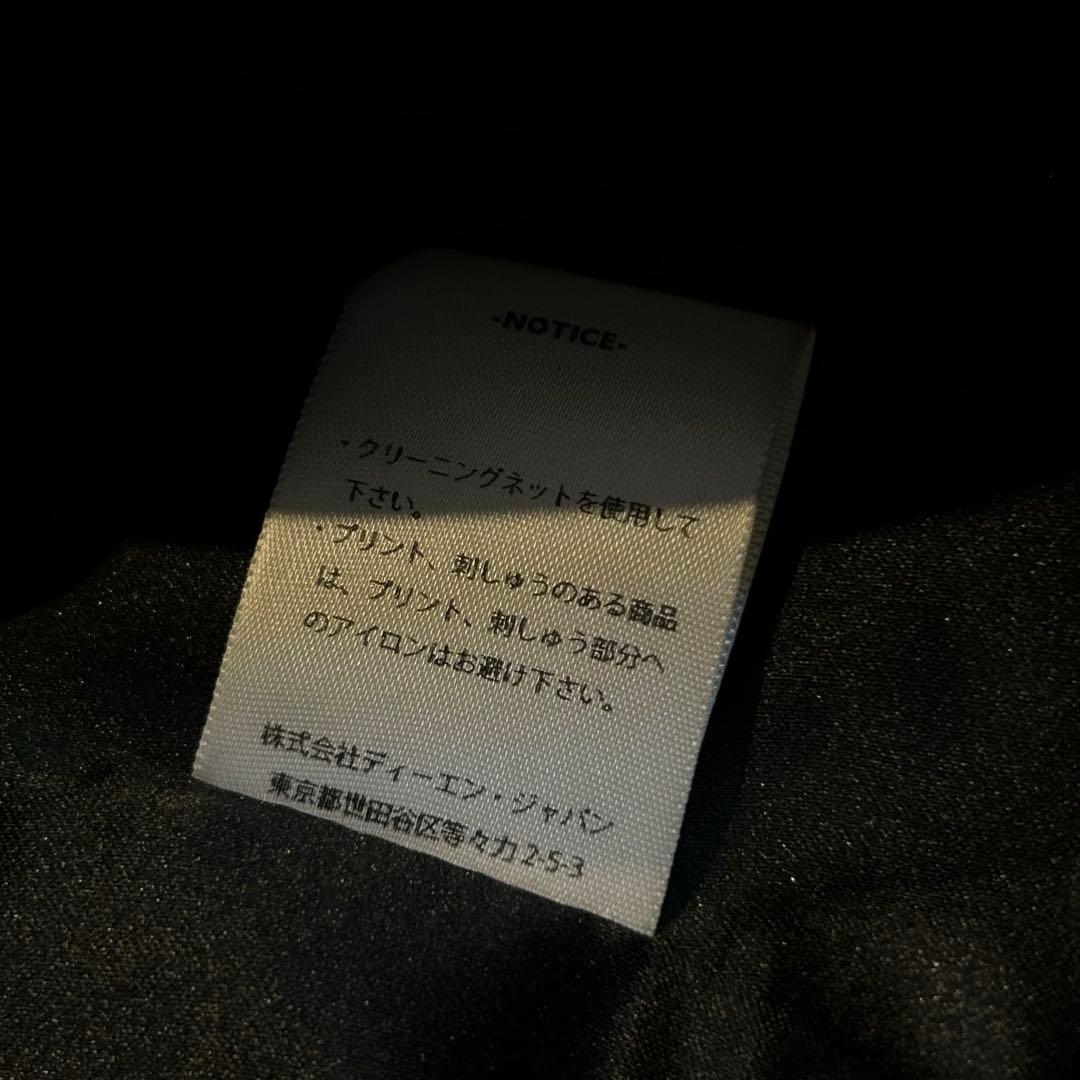 -NOTICE-
・クリーニングネットを使用して
下さい。
・プリント、刺しゅうのある商品
は、プリント、刺しゅう部分へ
のアイロンはお避け下さい。
株式会社ディーエン・ジャパン
東京都世田谷区等々力2-5-3